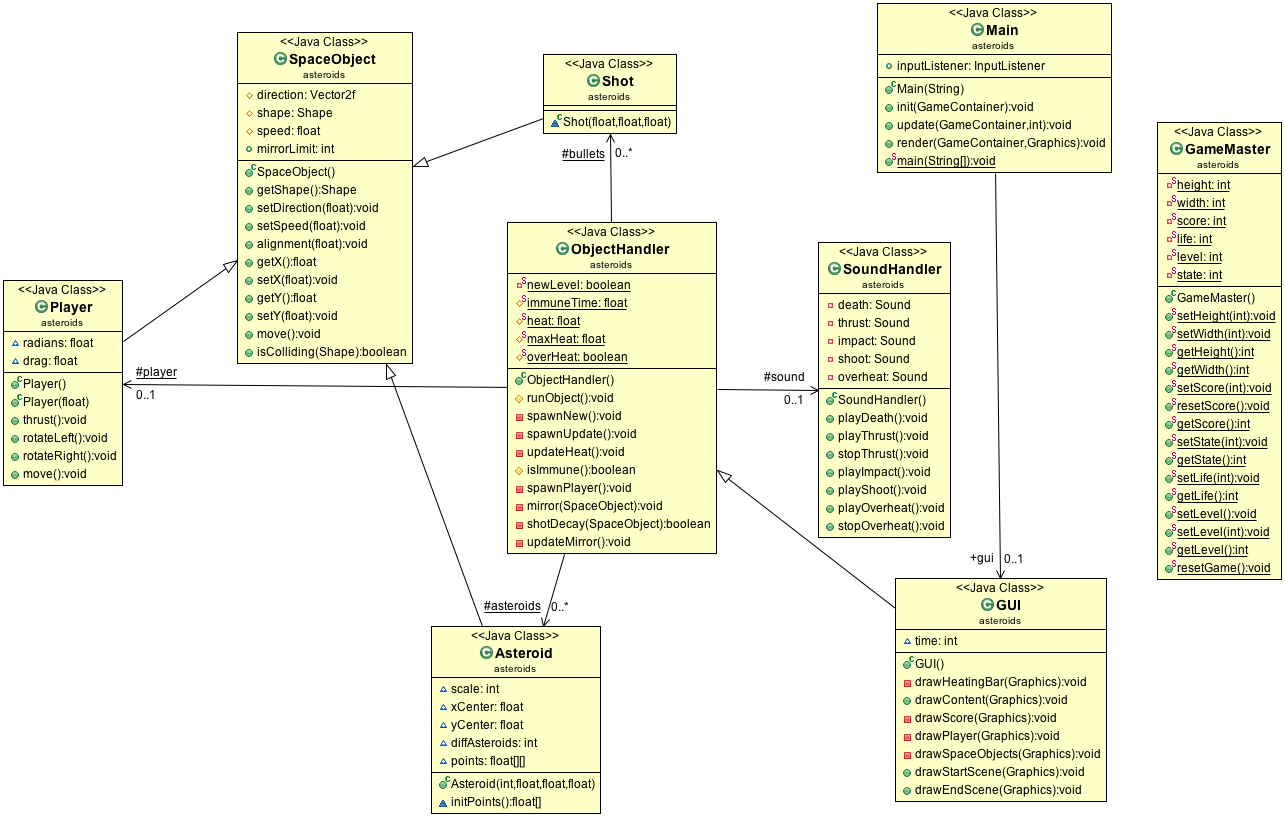 <<Java Class>>
SpaceObject
asteroids
direction: Vector2f
shape: Shape
speed: float
mirrorLimit: int
SpaceObject()
getShape():Shape
setDirection(float):void
setSpeed(float):void
alignment(float):void
getX():float
setX(float):void
getY():float
setY(float):void
move():void
isColliding(Shape):boolean
<<Java Class>>
Shot
asteroids
Shot(float,float,float)
#bullets
0..*
<<Java Class>>
Main
asteroids
inputListener: InputListener
Main(String)
init(GameContainer):void
update(GameContainer,int):void
render(GameContainer,Graphics):void
main(String[]):void
<<Java Class>>
GameMaster
asteroids
height: int
width: int
score: int
life: int
level: int
state: int
GameMaster()
setHeight(int):void
setWidth(int):void
getHeight():int
getWidth():int
setScore(int):void
resetScore():void
getScore():int
setState(int):void
getState():int
setLife(int):void
getLife():int
setLevel():void
setLevel(int):void
getLevel():int
resetGame():void
<<Java Class>>
Player
asteroids
radians: float
drag: float
Player()
Player(float)
thrust():void
rotateLeft():void
rotateRight():void
move():void
#player
0..1
<<Java Class>>
ObjectHandler
asteroids
newLevel: boolean
immuneTime: float
heat: float
maxHeat: float
overHeat: boolean
ObjectHandler()
runObject():void
spawnNew():void
spawnUpdate():void
updateHeat():void
isImmune():boolean
spawnPlayer():void
mirror(SpaceObject):void
shotDecay(SpaceObject):boolean
updateMirror():void
#sound
0..1
<<Java Class>>
SoundHandler
asteroids
death: Sound
thrust: Sound
impact: Sound
shoot: Sound
overheat: Sound
SoundHandler()
playDeath():void
playThrust():void
stopThrust():void
playImpact():void
playShoot():void
playOverheat():void
stopOverheat():void
+gui
0..1
#asteroids
0..*
<<Java Class>>
Asteroid
asteroids
scale: int
xCenter: float
yCenter: float
diffAsteroids: int
points: float[][]
Asteroid(int,float,float,float)
initPoints():float[]
<<Java Class>>
GUI
asteroids
time: int
GUI()
drawHeatingBar(Graphics):void
drawContent(Graphics):void
drawScore(Graphics):void
drawPlayer(Graphics):void
drawSpaceObjects(Graphics):void
drawStartScene(Graphics):void
drawEndScene(Graphics):void